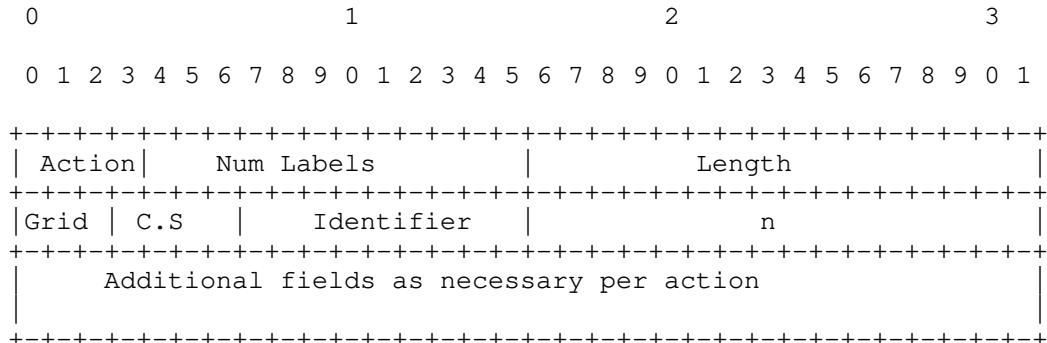 0 1 2 3
0 1 2 3 4 5 6 7 8 9 0 1 2 3 4 5 6 7 8 9 0 1 2 3 4 5 6 7 8 9 0 1
+-+-+-+-+-+-+-+-+-+-+-+-+-+-+-+-+-+-+-+-+-+-+-+-+-+-+-+-+-+-+-+-+
| Action| Num Labels | Length |
+-+-+-+-+-+-+-+-+-+-+-+-+-+-+-+-+-+-+-+-+-+-+-+-+-+-+-+-+-+-+-+-+
|Grid | C.S | Identifier | n |
+-+-+-+-+-+-+-+-+-+-+-+-+-+-+-+-+-+-+-+-+-+-+-+-+-+-+-+-+-+-+-+-+
| Additional fields as necessary per action |
| |
+-+-+-+-+-+-+-+-+-+-+-+-+-+-+-+-+-+-+-+-+-+-+-+-+-+-+-+-+-+-+-+-+